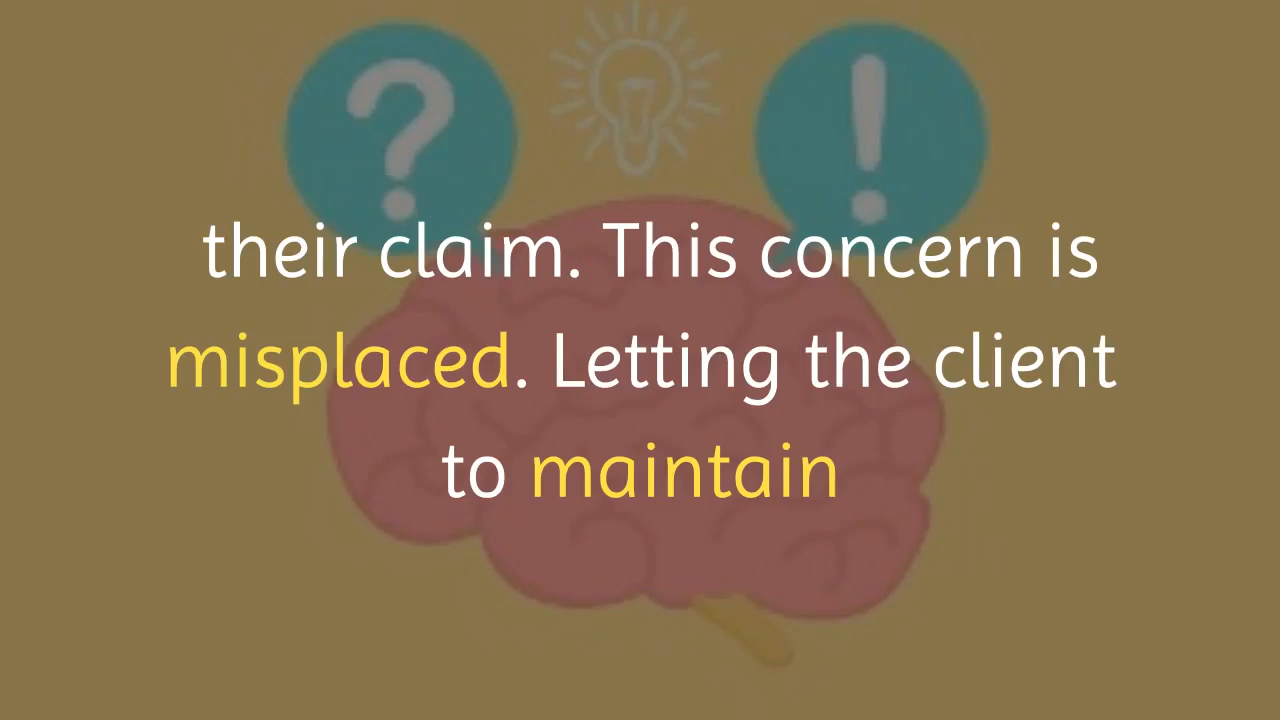 ? !
their claim. This concern is
misplaced. Letting the client
to maintain